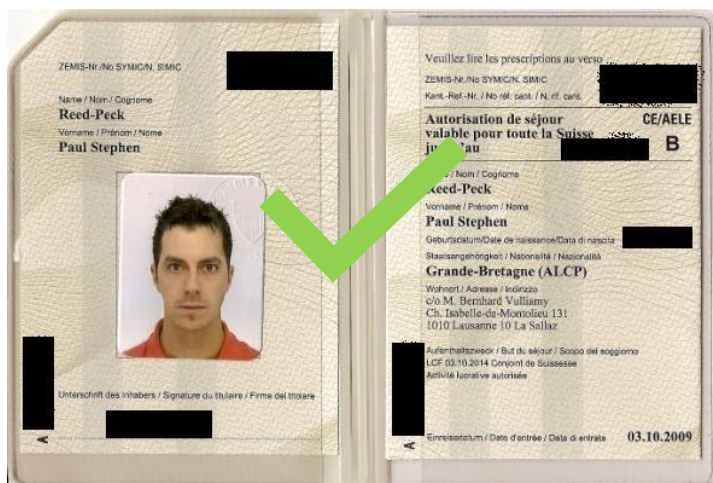 ZEMIS-Nr./No SYMIC/N. SIMIC
Name / Nom / Cognome
Reed-Peck
Vorname / Prénom / Nome
Paul Stephen
Unterschrift des Inhabers / Signature du titulaire / Firma del titolare
A
Veuillez lire les prescriptions au verso
ZEMIS-Nr./No SYMIC/N. SIMIC
Kant.-Ref.-Nr. / No réf. cant. / N. rif. cant.
Autorisation de séjour CE/AELE
valable pour toute la Suisse
B
/ Nom / Cognome
Reed-Peck
Vorname / Prénom / Nome
Paul Stephen
Geburtsdatum/Date de naissance/Data di nascita
Staatsangehörigkeit / Nationalité / Nazionalità
Grande-Bretagne (ALCP)
Wohnort / Adresse / Indirizzo
c/o M. Bernhard Vulliamy
Ch. Isabelle-de-Montolieu 131
1010 Lausanne 10 La Sallaz
Aufenthaltszweck / But du séjour / Scopo del soggiorno
LCF 03.10.2014 Conjoint de Suissesse
Activité lucrative autorisée
A
Einreisedatum / Date d'entrée / Data di entrata 03.10.2009